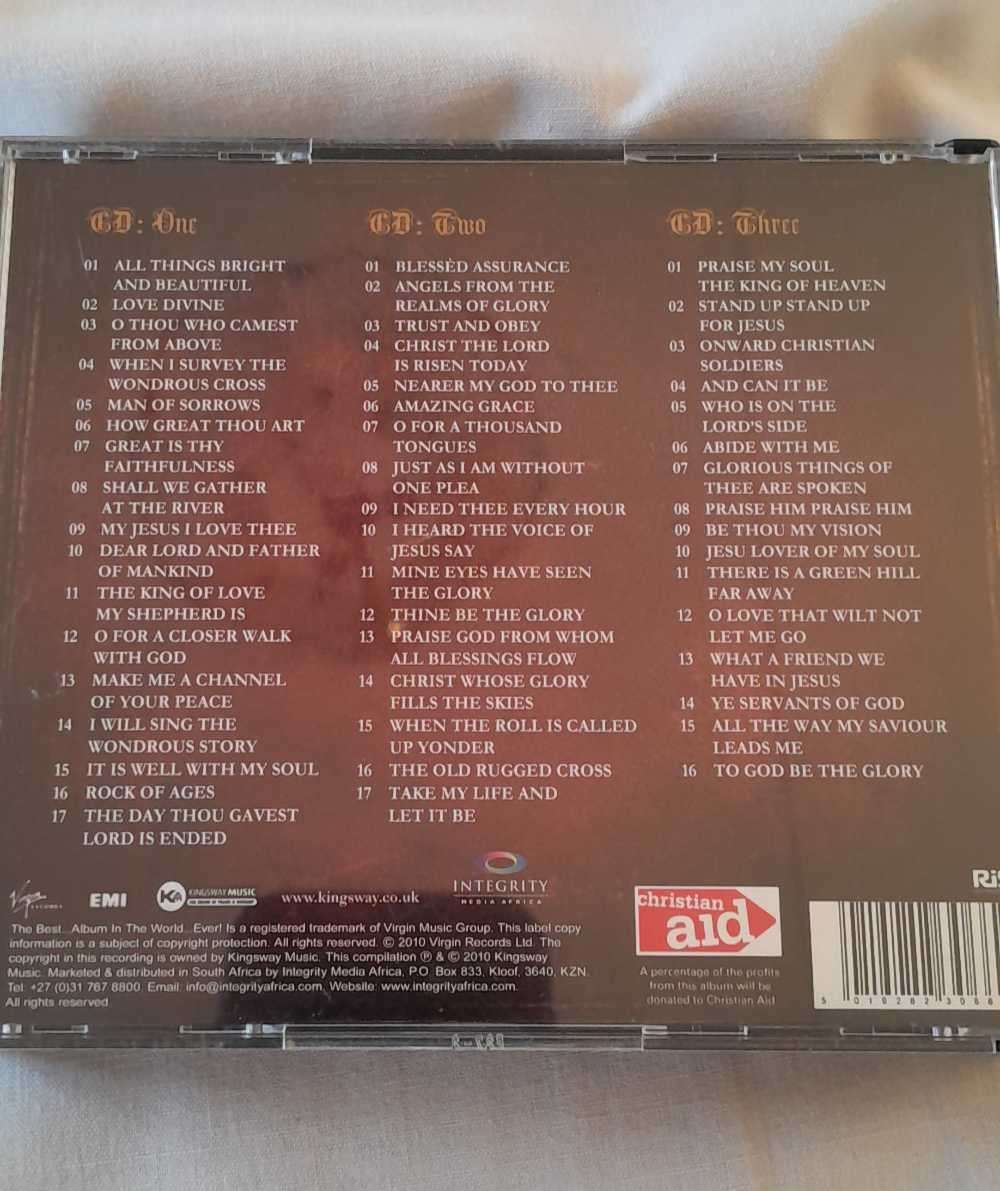 CD: One
01 ALL THINGS BRIGHT
AND BEAUTIFUL
02 LOVE DIVINE
03 O THOU WHO CAMEST
FROM ABOVE
04 WHEN I SURVEY THE
WONDROUS CROSS
05 MAN OF SORROWS
06 HOW GREAT THOU ART
07 GREAT IS THY
FAITHFULNESS
08 SHALL WE GATHER
AT THE RIVER
09 MY JESUS I LOVE THEE
10 DEAR LORD AND FATHER
OF MANKIND
11 THE KING OF LOVE
MY SHEPHERD IS
12 O FOR A CLOSER WALK
WITH GOD
13 MAKE ME A CHANNEL
OF YOUR PEACE
14 I WILL SING THE
WONDROUS STORY
15 IT IS WELL WITH MY SOUL
16 ROCK OF AGES
17 THE DAY THOU GAVEST
LORD IS ENDED
CD: Two
01 BLESSÈD ASSURANCE
02 ANGELS FROM THE
REALMS OF GLORY
03 TRUST AND OBEY
04 CHRIST THE LORD
IS RISEN TODAY
05 NEARER MY GOD TO THEE
06 AMAZING GRACE
07 O FOR A THOUSAND
TONGUES
08 JUST AS I AM WITHOUT
ONE PLEA
09 I NEED THEE EVERY HOUR
10 I HEARD THE VOICE OF
JESUS SAY
11 MINE EYES HAVE SEEN
THE GLORY
12 THINE BE THE GLORY
13 PRAISE GOD FROM WHOM
ALL BLESSINGS FLOW
14 CHRIST WHOSE GLORY
FILLS THE SKIES
15 WHEN THE ROLL IS CALLED
UP YONDER
16 THE OLD RUGGED CROSS
17 TAKE MY LIFE AND
LET IT BE
CD: Three
01 PRAISE MY SOUL
THE KING OF HEAVEN
02 STAND UP STAND UP
FOR JESUS
03 ONWARD CHRISTIAN
SOLDIERS
04 AND CAN IT BE
05 WHO IS ON THE
LORD'S SIDE
06 ABIDE WITH ME
07 GLORIOUS THINGS OF
THEE ARE SPOKEN
08 PRAISE HIM PRAISE HIM
09 BE THOU MY VISION
10 JESU LOVER OF MY SOUL
11 THERE IS A GREEN HILL
FAR AWAY
12 O LOVE THAT WILT NOT
LET ME GO
13 WHAT A FRIEND WE
HAVE IN JESUS
14 YE SERVANTS OF GOD
15 ALL THE WAY MY SAVIOUR
LEADS ME
16 TO GOD BE THE GLORY
Virgin
RECORDS
EMI
KA KINGSWAY MUSIC
www.kingsway.co.uk
INTEGRITY
MEDIA AFRICA
The Best...Album In The World...Ever! Is a registered trademark of Virgin Music Group. This label copy
information is a subject of copyright protection. All rights reserved. © 2010 Virgin Records Ltd. The
copyright in this recording is owned by Kingsway Music. This compilation ℗ & © 2010 Kingsway
Music. Marketed & distributed in South Africa by Integrity Media Africa, P.O. Box 833, Kloof, 3640, KZN.
Tel: +27 (0)31 767 8800. Email: info@integrityafrica.com. Website: www.integrityafrica.com.
All rights reserved.
christian
aid
A percentage of the profits
from this album will be
donated to Christian Aid